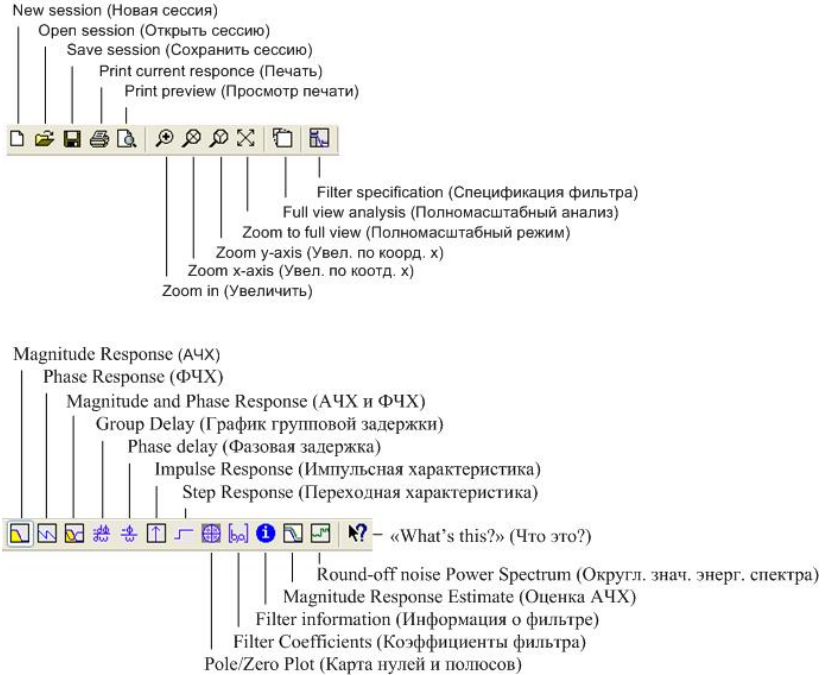 New session (Новая сессия)
Open session (Открыть сессию)
Save session (Сохранить сессию)
Print current responce (Печать)
Print preview (Просмотр печати)
Filter specification (Спецификация фильтра)
Full view analysis (Полномасштабный анализ)
Zoom to full view (Полномасштабный режим)
Zoom y-axis (Увел. по коорд. x)
Zoom x-axis (Увел. по коотд. x)
Zoom in (Увеличить)
Magnitude Response (АЧХ)
Phase Response (ФЧХ)
Magnitude and Phase Response (АЧХ и ФЧХ)
Group Delay (График групповой задержки)
Phase delay (Фазовая задержка)
Impulse Response (Импульсная характеристика)
Step Response (Переходная характеристика)
«What's this?» (Что это?)
Round-off noise Power Spectrum (Округл. знач. энерг. спектра)
Magnitude Response Estimate (Оценка АЧХ)
Filter information (Информация о фильтре)
Filter Coefficients (Коэффициенты фильтра)
Pole/Zero Plot (Карта нулей и полюсов)